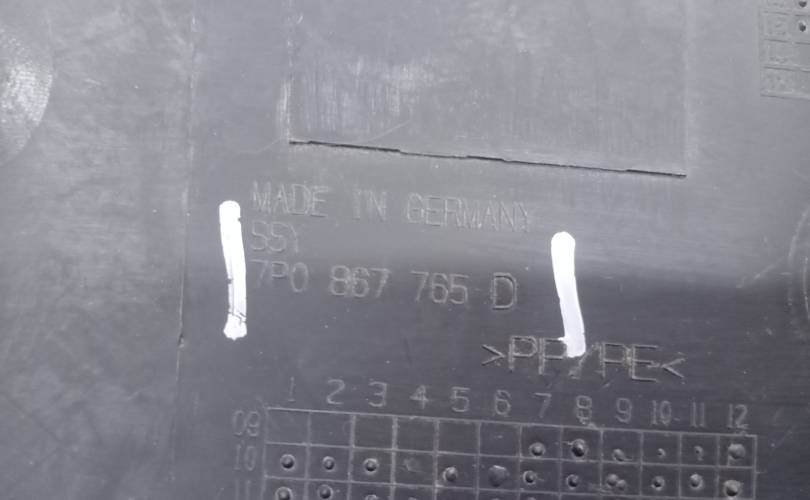 MADE IN GERMANY
SSY
7P0 867 765 D
>PP/PE<
1 2 3 4 5 6 7 8 9 10 11 12
09
10
11